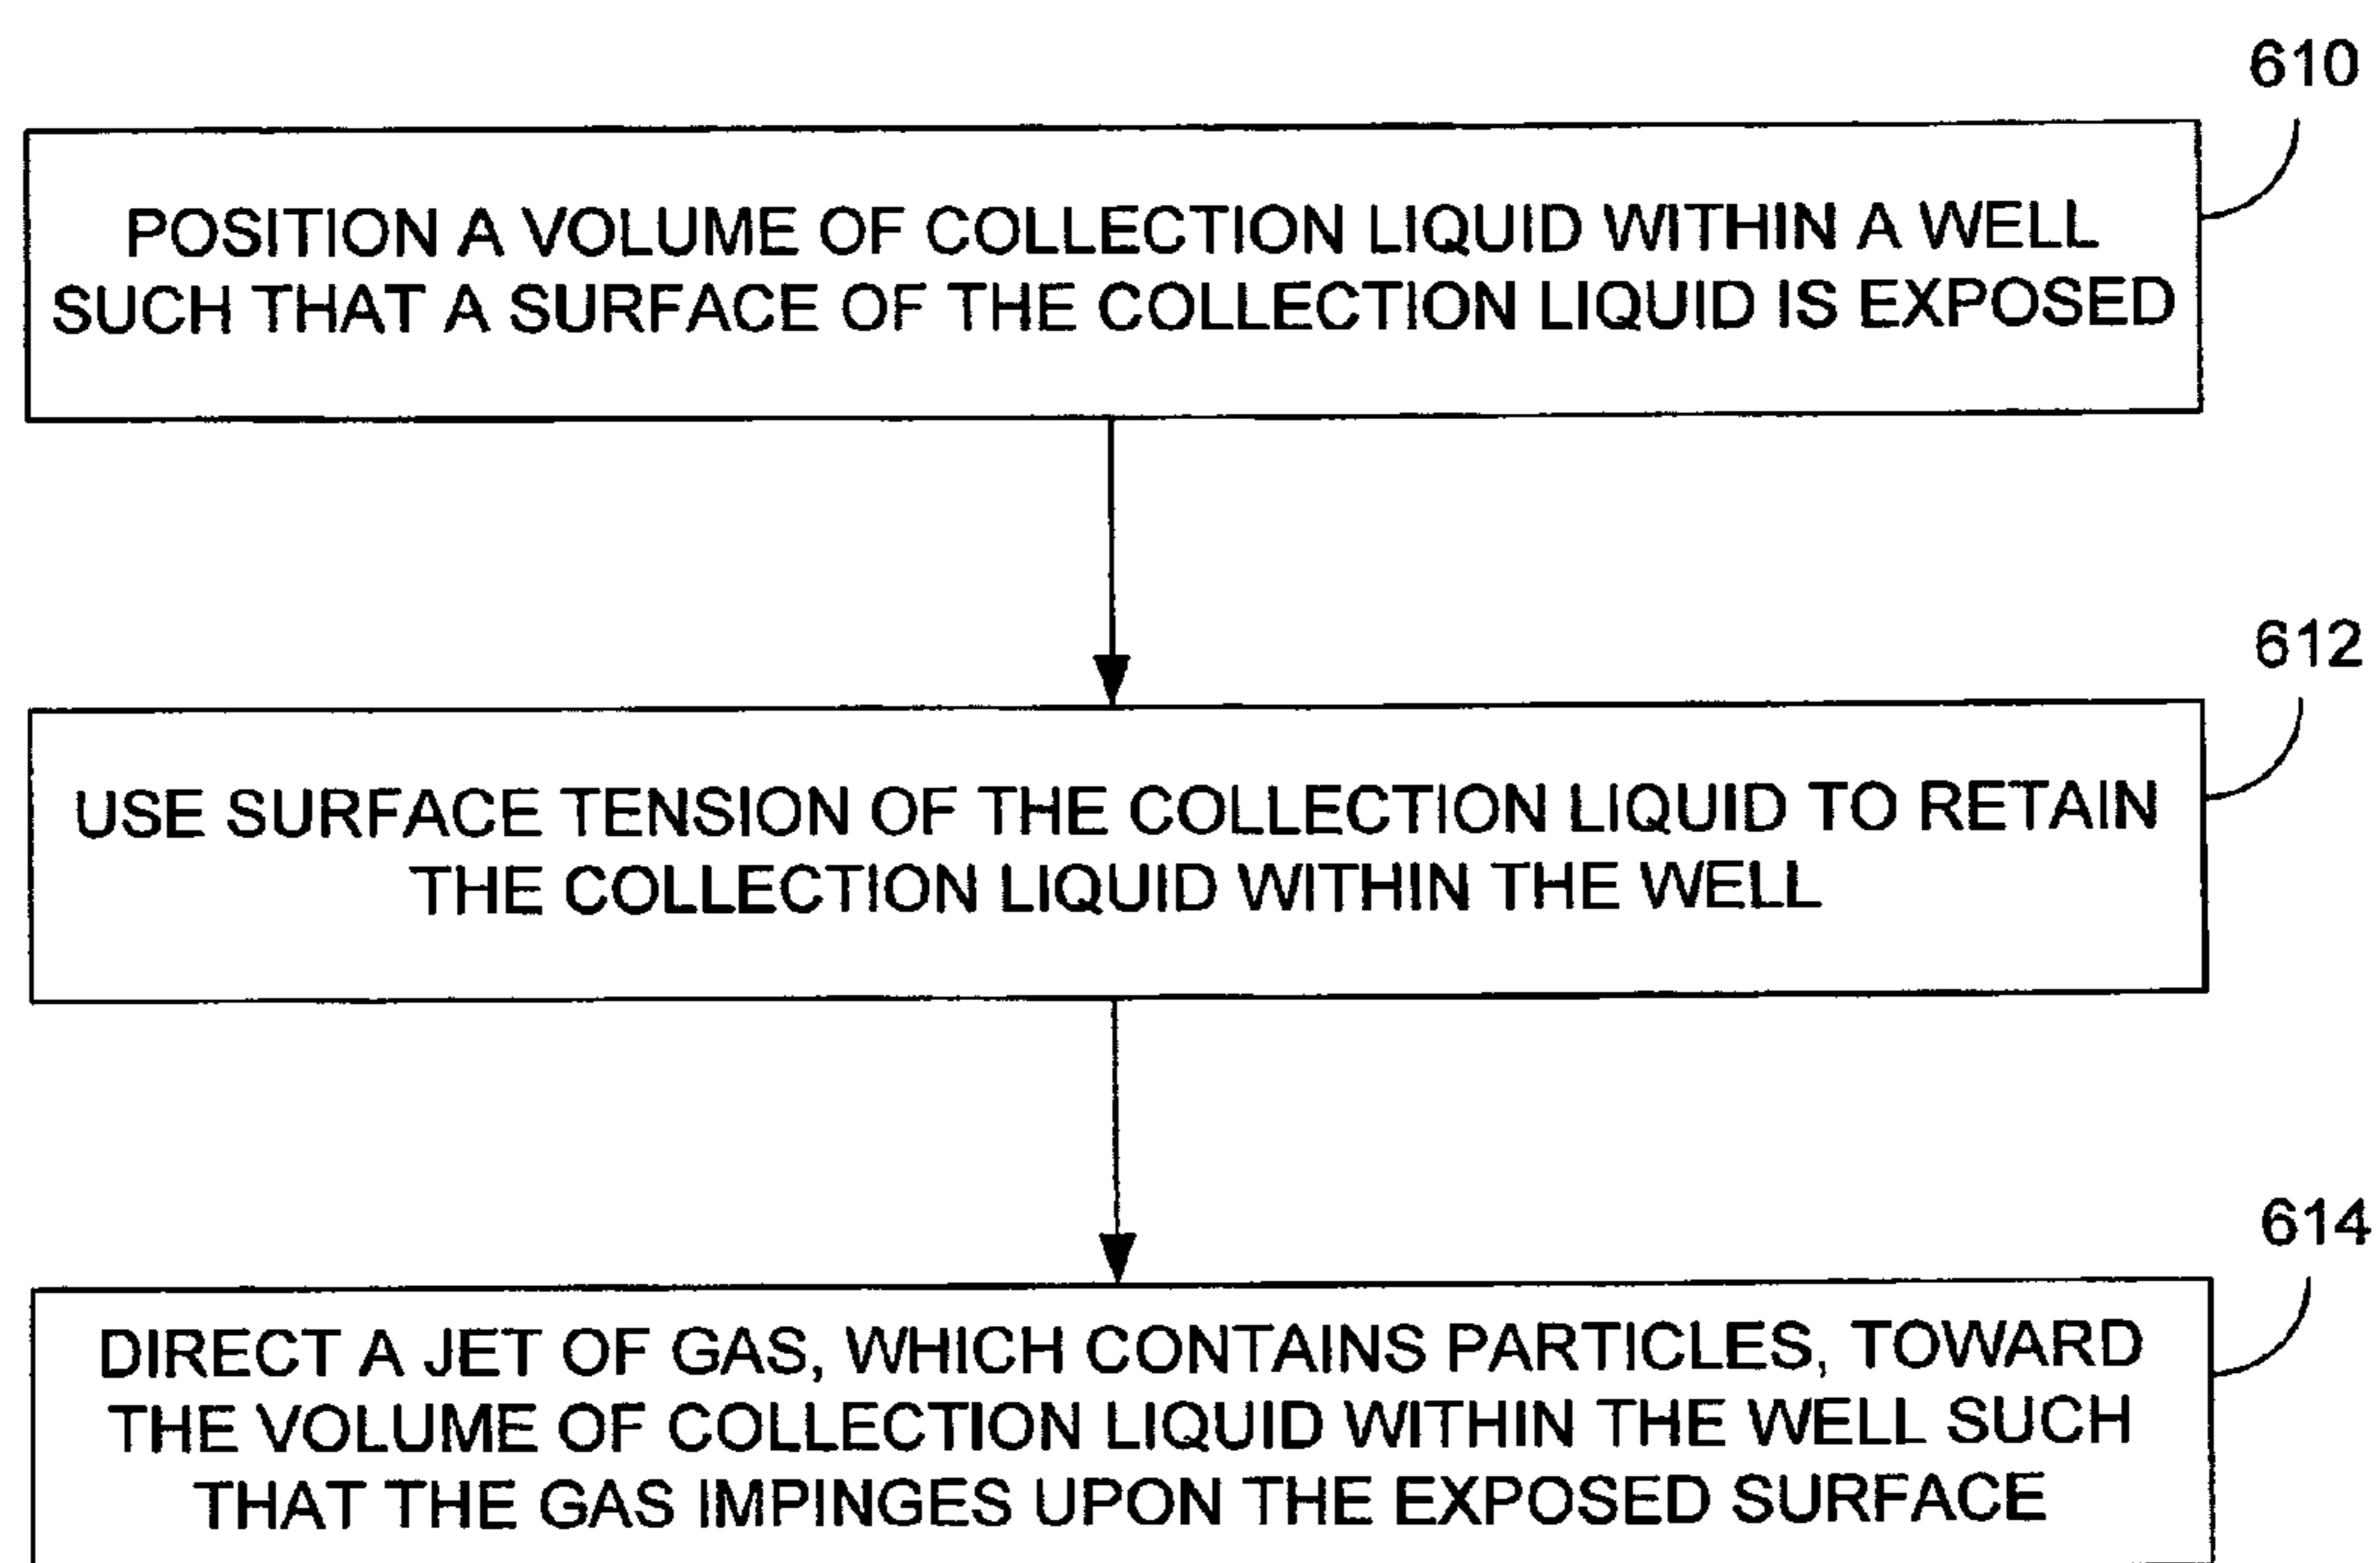 610
POSITION A VOLUME OF COLLECTION LIQUID WITHIN A WELL
SUCH THAT A SURFACE OF THE COLLECTION LIQUID IS EXPOSED
612
USE SURFACE TENSION OF THE COLLECTION LIQUID TO RETAIN
THE COLLECTION LIQUID WITHIN THE WELL
614
DIRECT A JET OF GAS, WHICH CONTAINS PARTICLES, TOWARD
THE VOLUME OF COLLECTION LIQUID WITHIN THE WELL SUCH
THAT THE GAS IMPINGES UPON THE EXPOSED SURFACE